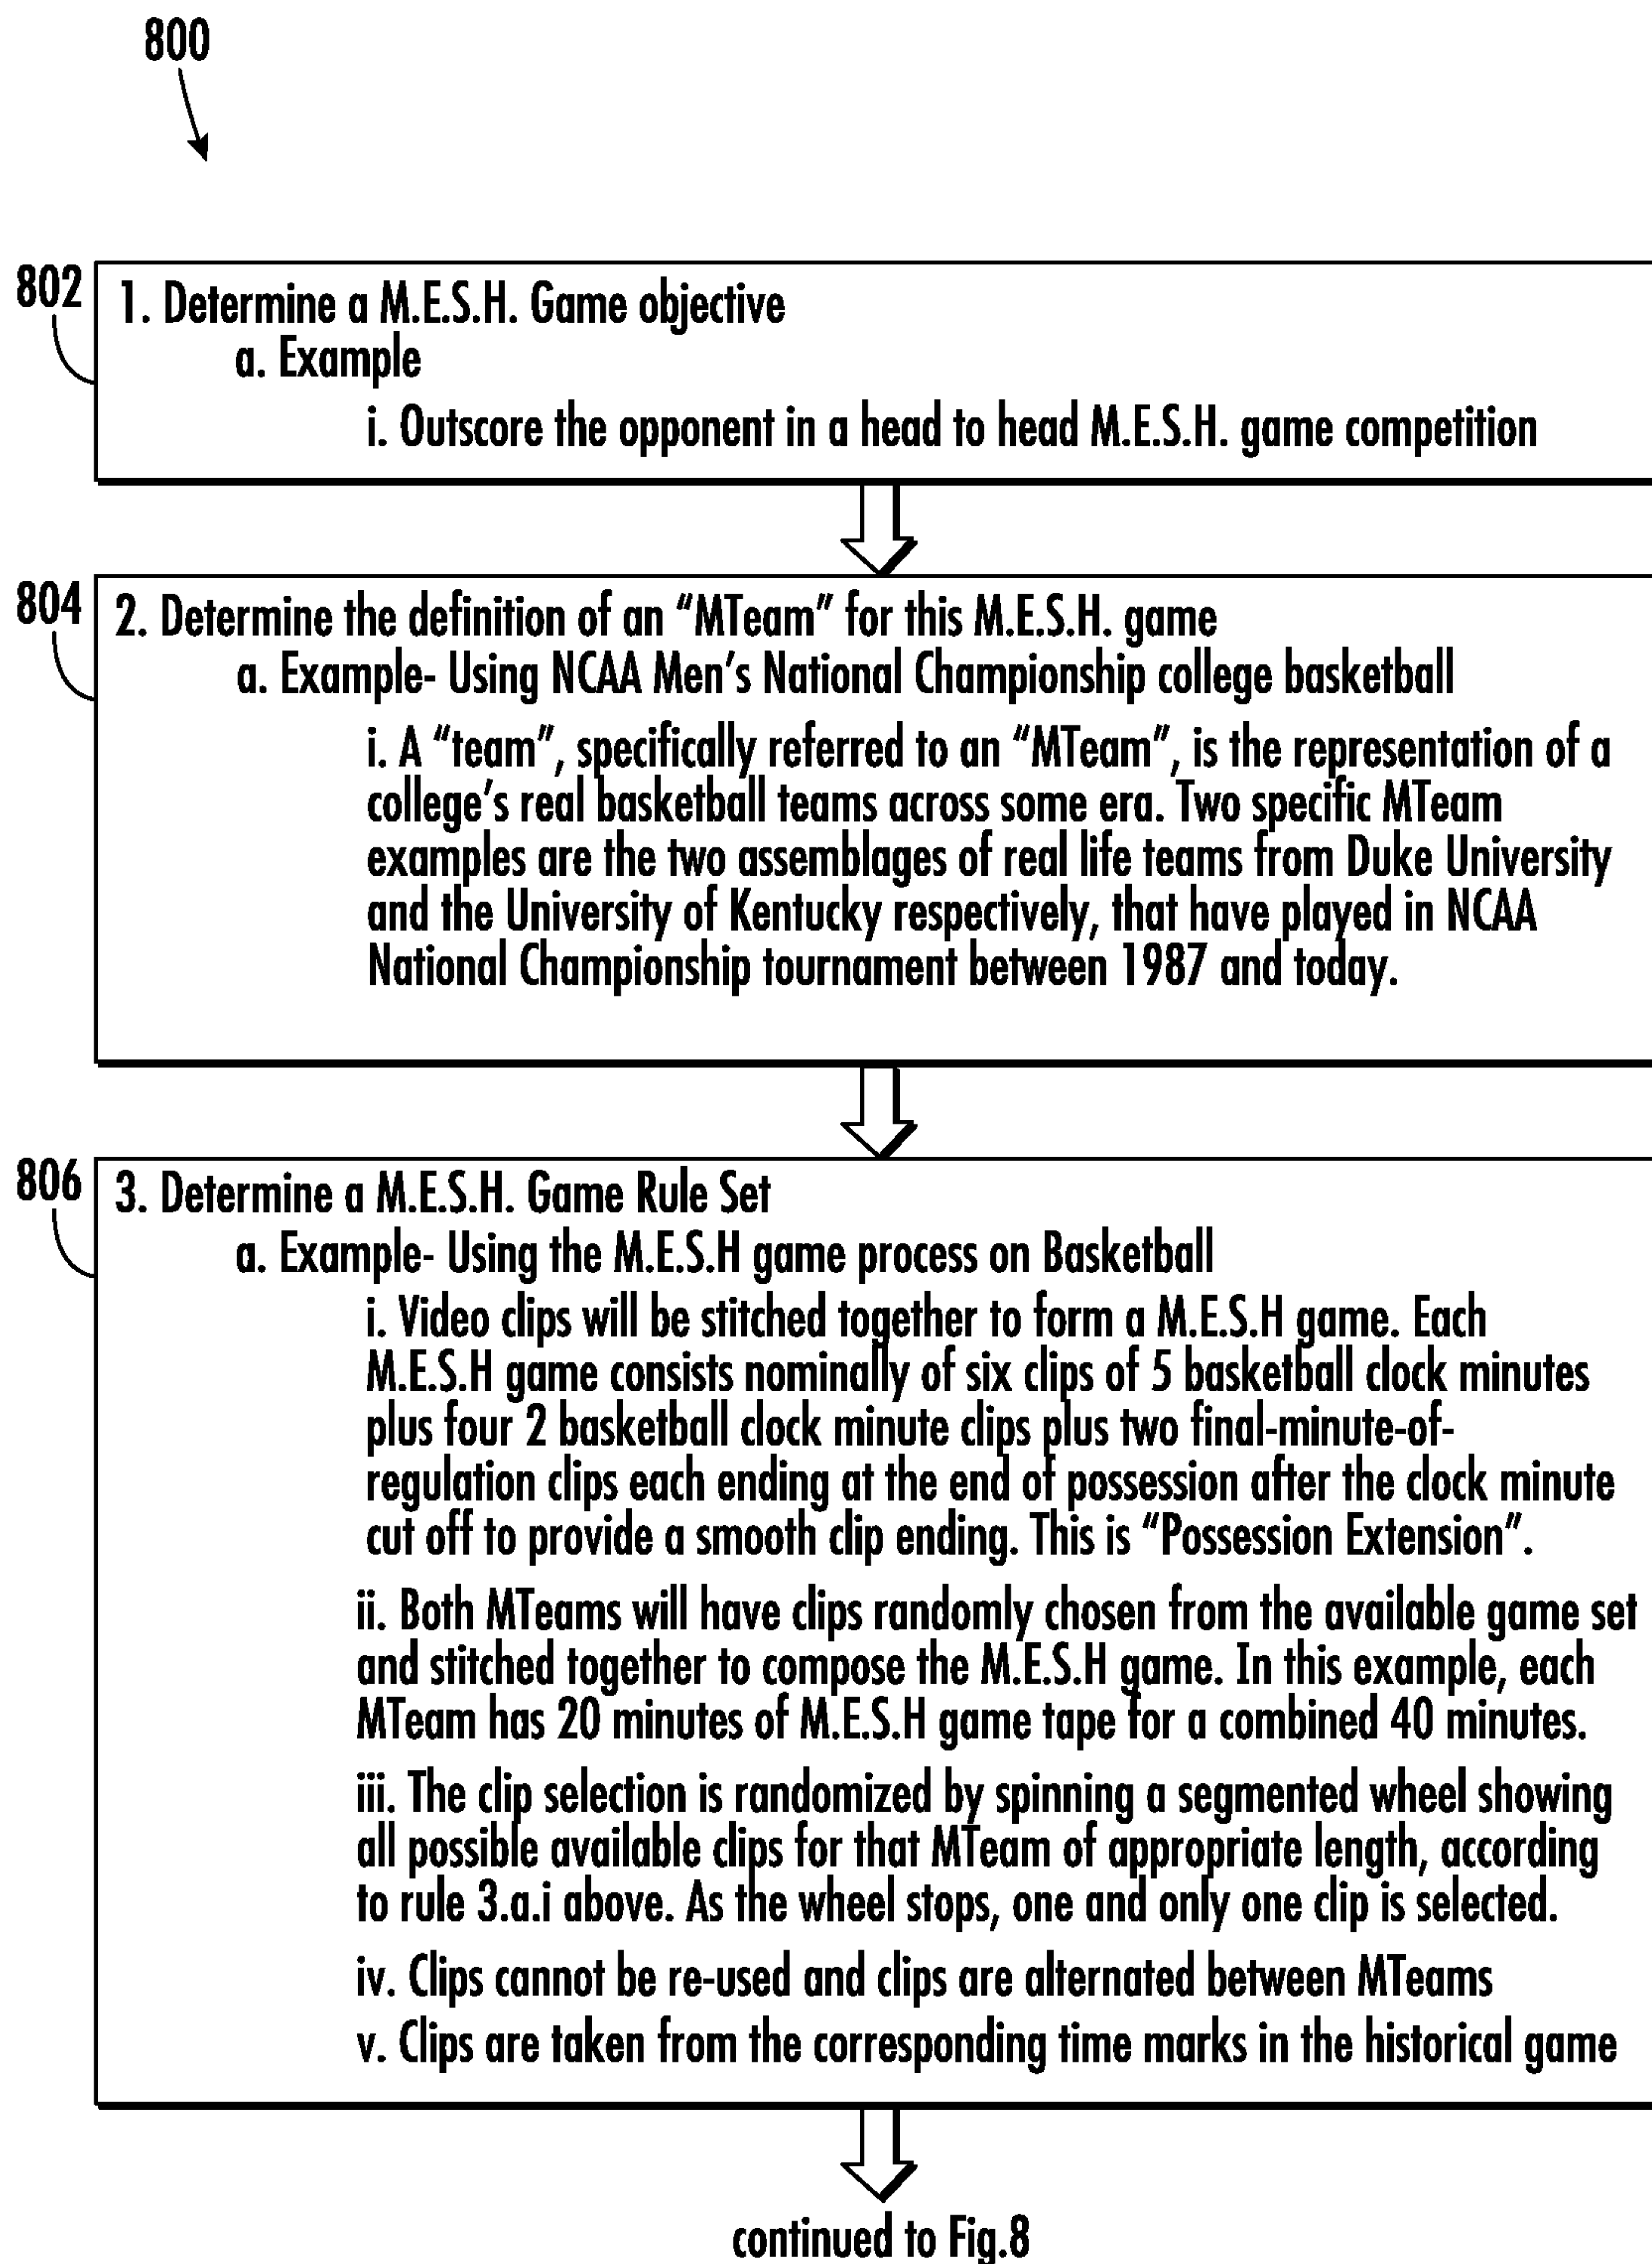 800
802
1. Determine a M.E.S.H. Game objective
a. Example
i. Outscore the opponent in a head to head M.E.S.H. game competition
804
2. Determine the definition of an “MTeam” for this M.E.S.H. game
a. Example- Using NCAA Men’s National Championship college basketball
i. A “team”, specifically referred to an “MTeam”, is the representation of a
college’s real basketball teams across some era. Two specific MTeam
examples are the two assemblages of real life teams from Duke University
and the University of Kentucky respectively, that have played in NCAA
National Championship tournament between 1987 and today.
806
3. Determine a M.E.S.H. Game Rule Set
a. Example- Using the M.E.S.H game process on Basketball
i. Video clips will be stitched together to form a M.E.S.H game. Each
M.E.S.H game consists nominally of six clips of 5 basketball clock minutes
plus four 2 basketball clock minute clips plus two final-minute-of-
regulation clips each ending at the end of possession after the clock minute
cut off to provide a smooth clip ending. This is “Possession Extension”.
ii. Both MTeams will have clips randomly chosen from the available game set
and stitched together to compose the M.E.S.H game. In this example, each
MTeam has 20 minutes of M.E.S.H game tape for a combined 40 minutes.
iii. The clip selection is randomized by spinning a segmented wheel showing
all possible available clips for that MTeam of appropriate length, according
to rule 3.a.i above. As the wheel stops, one and only one clip is selected.
iv. Clips cannot be re-used and clips are alternated between MTeams
v. Clips are taken from the corresponding time marks in the historical game
continued to Fig.8